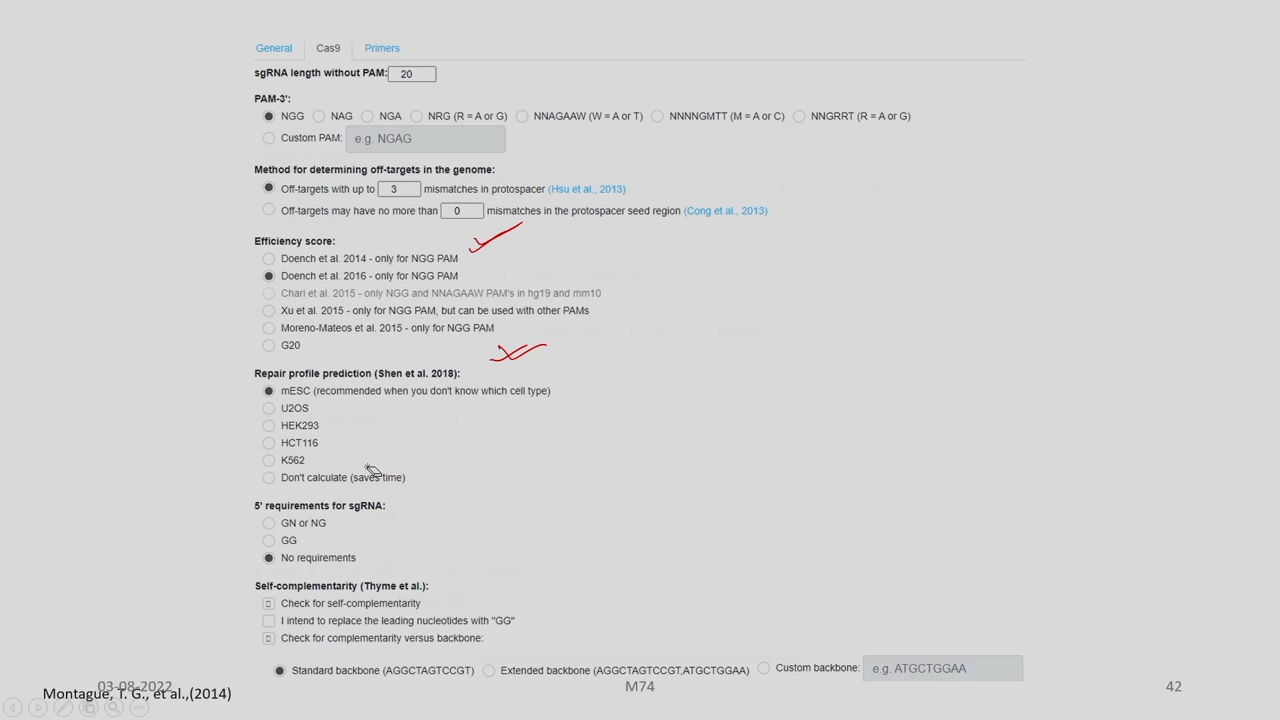 General Cas9 Primers
sgRNA length without PAM: 20
PAM-3':
NGG NAG NGA NRG (R = A or G) NNAGAAW (W = A or T) NNNNGMTT (M = A or C) NNGRRT (R = A or G)
Custom PAM: e.g. NGAG
Method for determining off-targets in the genome:
Off-targets with up to 3 mismatches in protospacer (Hsu et al., 2013)
Off-targets may have no more than 0 mismatches in the protospacer seed region (Cong et al., 2013)
Efficiency score:
Doench et al. 2014 - only for NGG PAM
Doench et al. 2016 - only for NGG PAM
Chari et al. 2015 - only NGG and NNAGAAW PAM's in hg19 and mm10
Xu et al. 2015 - only for NGG PAM, but can be used with other PAMs
Moreno-Mateos et al. 2015 - only for NGG PAM
G20
Repair profile prediction (Shen et al. 2018):
mESC (recommended when you don't know which cell type)
U2OS
HEK293
HCT116
K562
Don't calculate (saves time)
5' requirements for sgRNA:
GN or NG
GG
No requirements
Self-complementarity (Thyme et al.):
Check for self-complementarity
I intend to replace the leading nucleotides with "GG"
Check for complementarity versus backbone:
Standard backbone (AGGCTAGTCCGT) Extended backbone (AGGCTAGTCCGT,ATGCTGGAA) Custom backbone: e.g. ATGCTGGAA
03-08-2022 M74 42
Montague, T. G., et al.,(2014)